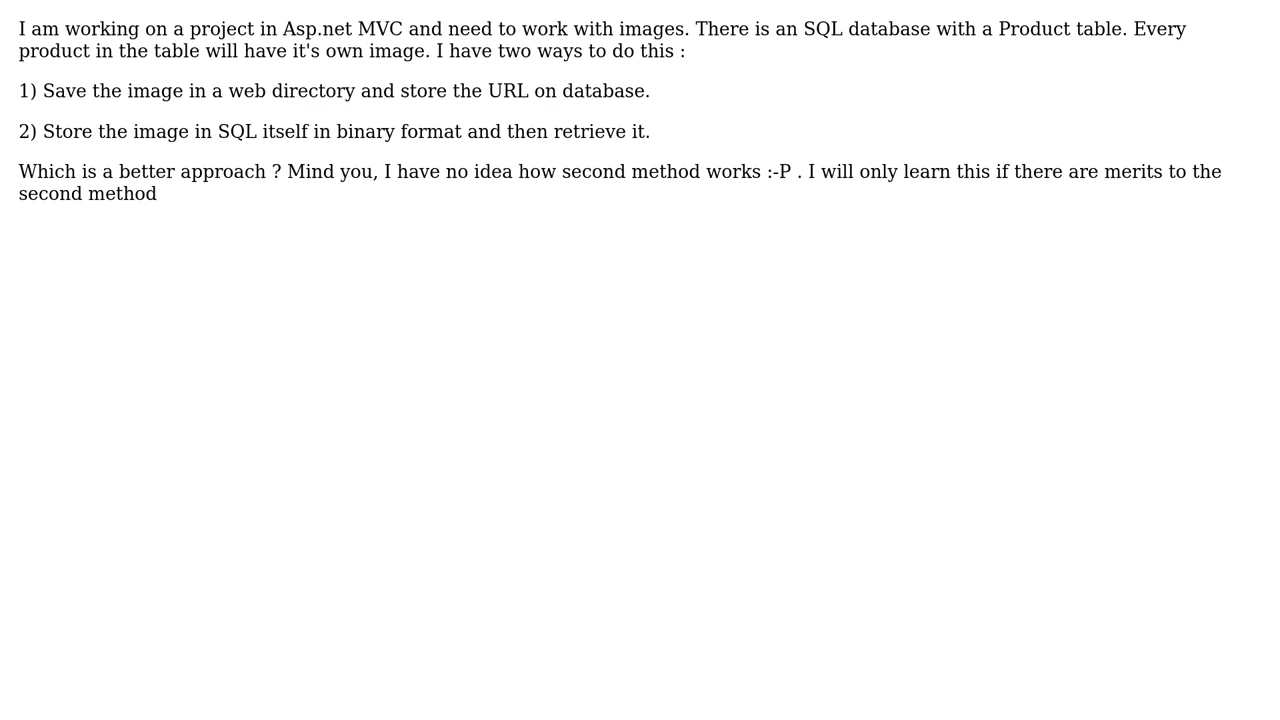 I am working on a project in Asp.net MVC and need to work with images. There is an SQL database with a Product table. Every
product in the table will have it's own image. I have two ways to do this :
1) Save the image in a web directory and store the URL on database.
2) Store the image in SQL itself in binary format and then retrieve it.
Which is a better approach ? Mind you, I have no idea how second method works :-P . I will only learn this if there are merits to the
second method